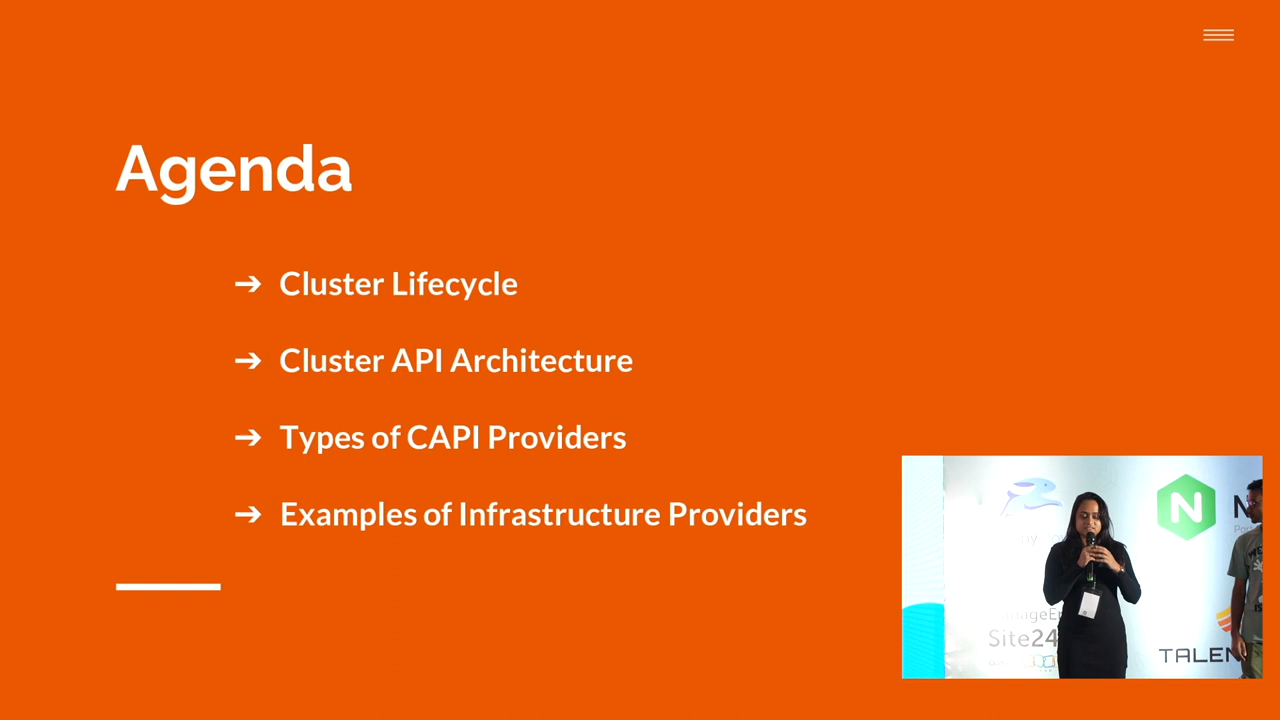 Agenda
➔ Cluster Lifecycle
➔ Cluster API Architecture
➔ Types of CAPI Providers
➔ Examples of Infrastructure Providers
N
Site24
TALEN